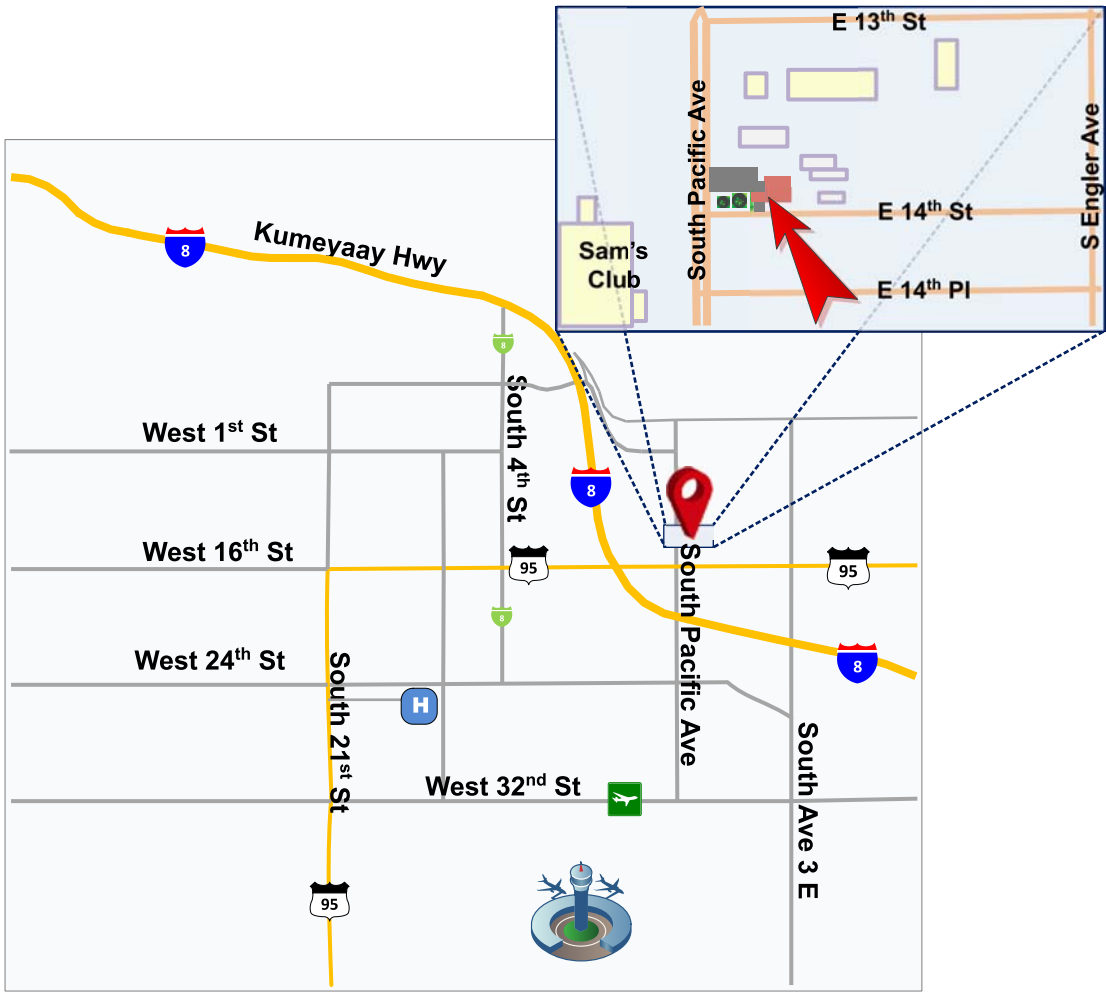 E 13th St
South Pacific Ave
S Engler Ave
E 14th St
Sam's
Club
E 14th Pl
Kumeyaay Hwy
8
8
South 4th St
West 1st St
8
West 16th St
95
95
8
South Pacific Ave
West 24th St
8
South 21st St
H
South Ave 3 E
West 32nd St
95